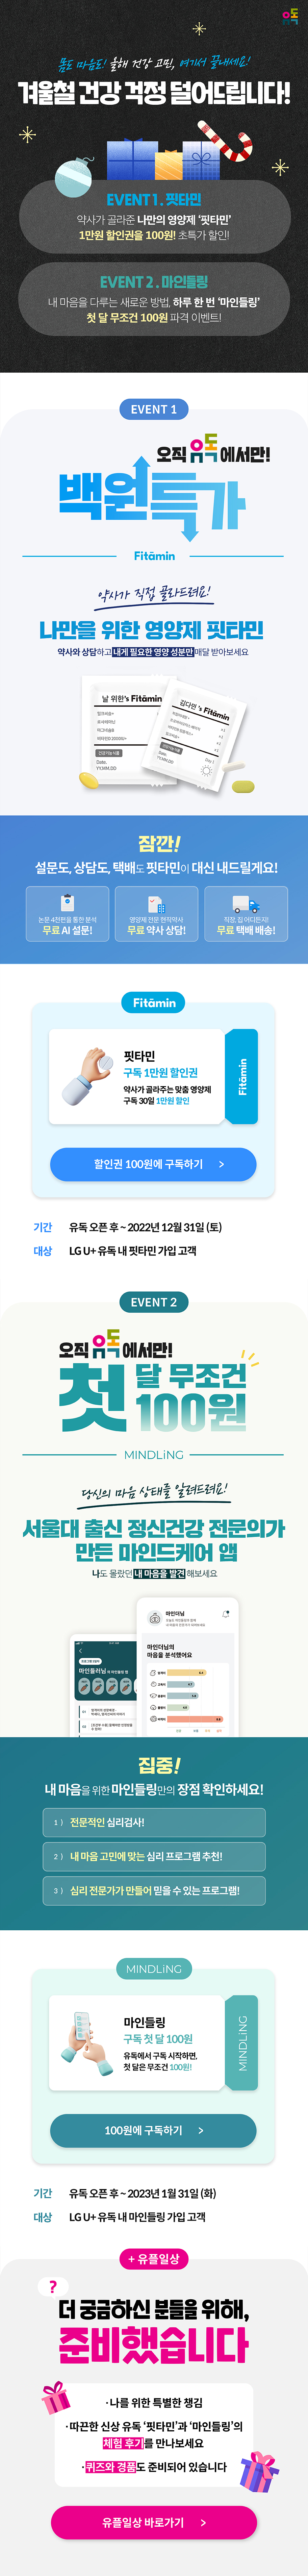 유독
몸도 마음도! 올해 건강 고민, 여기서 끝내세요!
겨울철 건강 걱정 덜어드립니다!
EVENT 1. 핏타민
약사가 골라준 나만의 영양제 ‘핏타민’
1만원 할인권을 100원! 초특가 할인!
EVENT 2. 마인들링
내 마음을 다루는 새로운 방법, 하루 한 번 ‘마인들링’
첫 달 무조건 100원 파격 이벤트!
EVENT 1
오직 유독에서만!
백원특가
Fitāmin
약사가 직접 골라드려요!
나만을 위한 영양제 핏타민
약사와 상담하고 내게 필요한 영양 성분만 매달 받아보세요
날 위한's Fitāmin
김다만's Fitāmin
건강기능식품
Date.
YY.MM.DD
잠깐!
설문도, 상담도, 택배도 핏타민이 대신 내드릴게요!
논문 4천편을 통한 분석
무료 AI 설문!
영양제 전문 현직약사
무료 약사 상담!
직장, 집 어디든지!
무료 택배 배송!
Fitāmin
핏타민
구독 1만원 할인권
약사가 골라주는 맞춤 영양제
구독 30일 1만원 할인
Fitāmin
할인권 100원에 구독하기 >
기간 유독 오픈 후 ~ 2022년 12월 31일 (토)
대상 LG U+ 유독 내 핏타민 가입 고객
EVENT 2
오직 유독에서만!
첫 달 무조건
100원
MINDLiNG
당신의 마음 상태를 알려드려요!
서울대 출신 정신건강 전문의가
만든 마인드케어 앱
나도 몰랐던 내 마음을 발견해보세요
마인더님
마인더님의
마음을 분석했어요
집중!
내 마음을 위한 마인들링만의 장점 확인하세요!
1 ) 전문적인 심리검사!
2 ) 내 마음 고민에 맞는 심리 프로그램 추천!
3 ) 심리 전문가가 만들어 믿을 수 있는 프로그램!
MINDLiNG
마인들링
구독 첫 달 100원
유독에서 구독 시작하면,
첫 달은 무조건 100원!
MINDLiNG
100원에 구독하기 >
기간 유독 오픈 후 ~ 2023년 1월 31일 (화)
대상 LG U+ 유독 내 마인들링 가입 고객
+ 유플일상
?
더 궁금하신 분들을 위해,
준비했습니다
· 나를 위한 특별한 챙김
· 따끈한 신상 유독 ‘핏타민’과 ‘마인들링’의
체험 후기를 만나보세요
· 퀴즈와 경품도 준비되어 있습니다
유플일상 바로가기 >